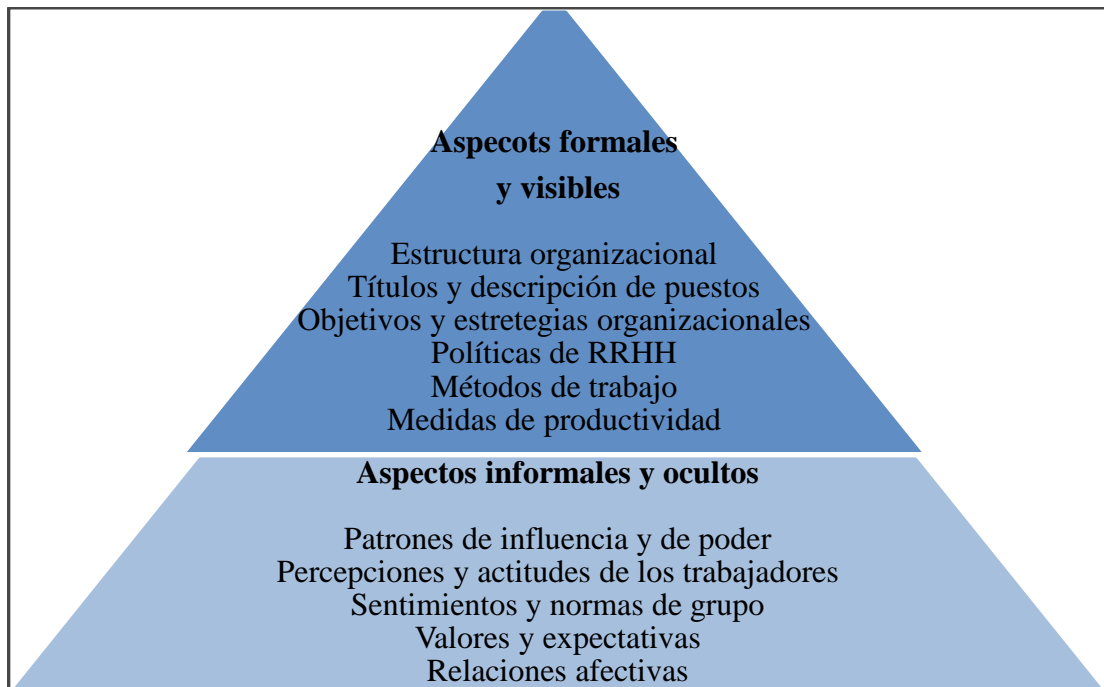 Aspecots formales
y visibles
Estructura organizacional
Títulos y descripción de puestos
Objetivos y estretegias organizacionales
Políticas de RRHH
Métodos de trabajo
Medidas de productividad
Aspectos informales y ocultos
Patrones de influencia y de poder
Percepciones y actitudes de los trabajadores
Sentimientos y normas de grupo
Valores y expectativas
Relaciones afectivas